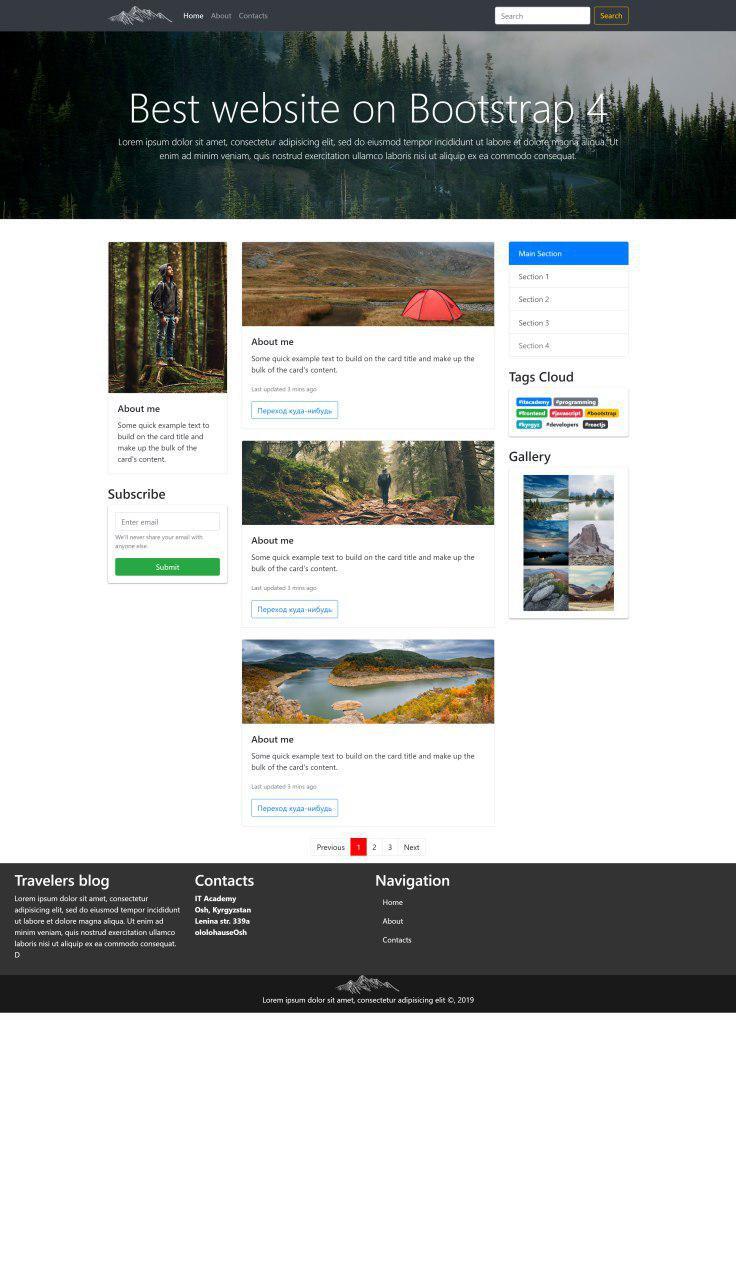 Home About Contacts
Search
Search
Best website on Bootstrap 4
Lorem ipsum dolor sit amet, consectetur adipisicing elit, sed do eiusmod tempor incididunt ut labore et dolore magna aliqua. Ut
enim ad minim veniam, quis nostrud exercitation ullamco laboris nisi ut aliquip ex ea commodo consequat.
About me
Some quick example text to
build on the card title and
make up the bulk of the
card's content.
Subscribe
Enter email
We'll never share your email with
anyone else.
Submit
About me
Some quick example text to build on the card title and make up the
bulk of the card's content.
Last updated 3 mins ago
Переход куда-нибудь
About me
Some quick example text to build on the card title and make up the
bulk of the card's content.
Last updated 3 mins ago
Переход куда-нибудь
About me
Some quick example text to build on the card title and make up the
bulk of the card's content.
Last updated 3 mins ago
Переход куда-нибудь
Main Section
Section 1
Section 2
Section 3
Section 4
Tags Cloud
#itacademy #programming
#frontend #javascript #bootstrap
#kyrgyz #developers #reactjs
Gallery
Previous 1 2 3 Next
Travelers blog
Lorem ipsum dolor sit amet, consectetur
adipisicing elit, sed do eiusmod tempor incididunt
ut labore et dolore magna aliqua. Ut enim ad
minim veniam, quis nostrud exercitation ullamco
laboris nisi ut aliquip ex ea commodo consequat.
D
Contacts
IT Academy
Osh, Kyrgyzstan
Lenina str. 339a
ololohauseOsh
Navigation
Home
About
Contacts
Lorem ipsum dolor sit amet, consectetur adipisicing elit ©, 2019